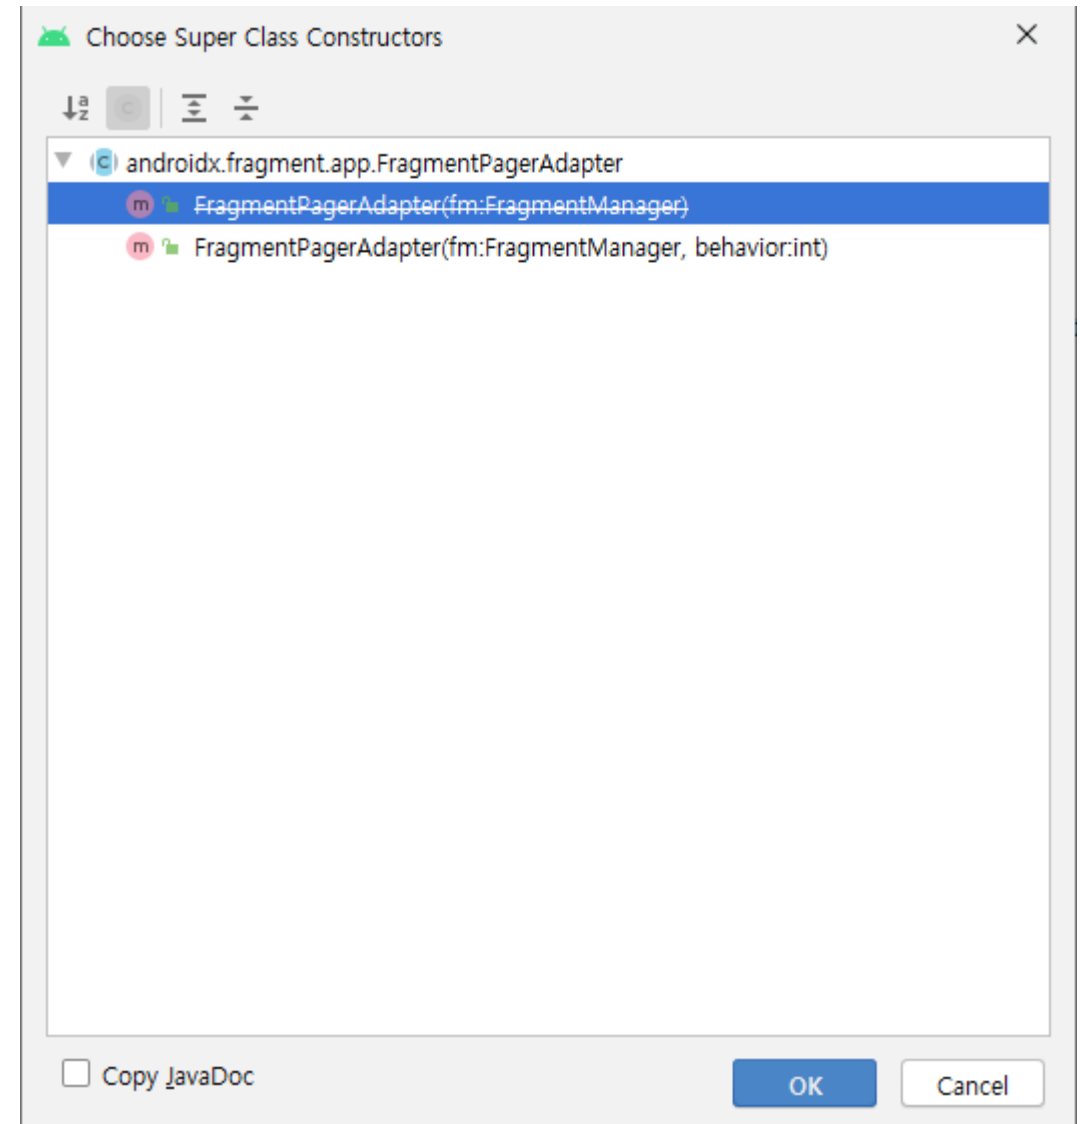 Choose Super Class Constructors
androidx.fragment.app.FragmentPagerAdapter
FragmentPagerAdapter(fm:FragmentManager)
FragmentPagerAdapter(fm:FragmentManager, behavior:int)
Copy JavaDoc
OK
Cancel